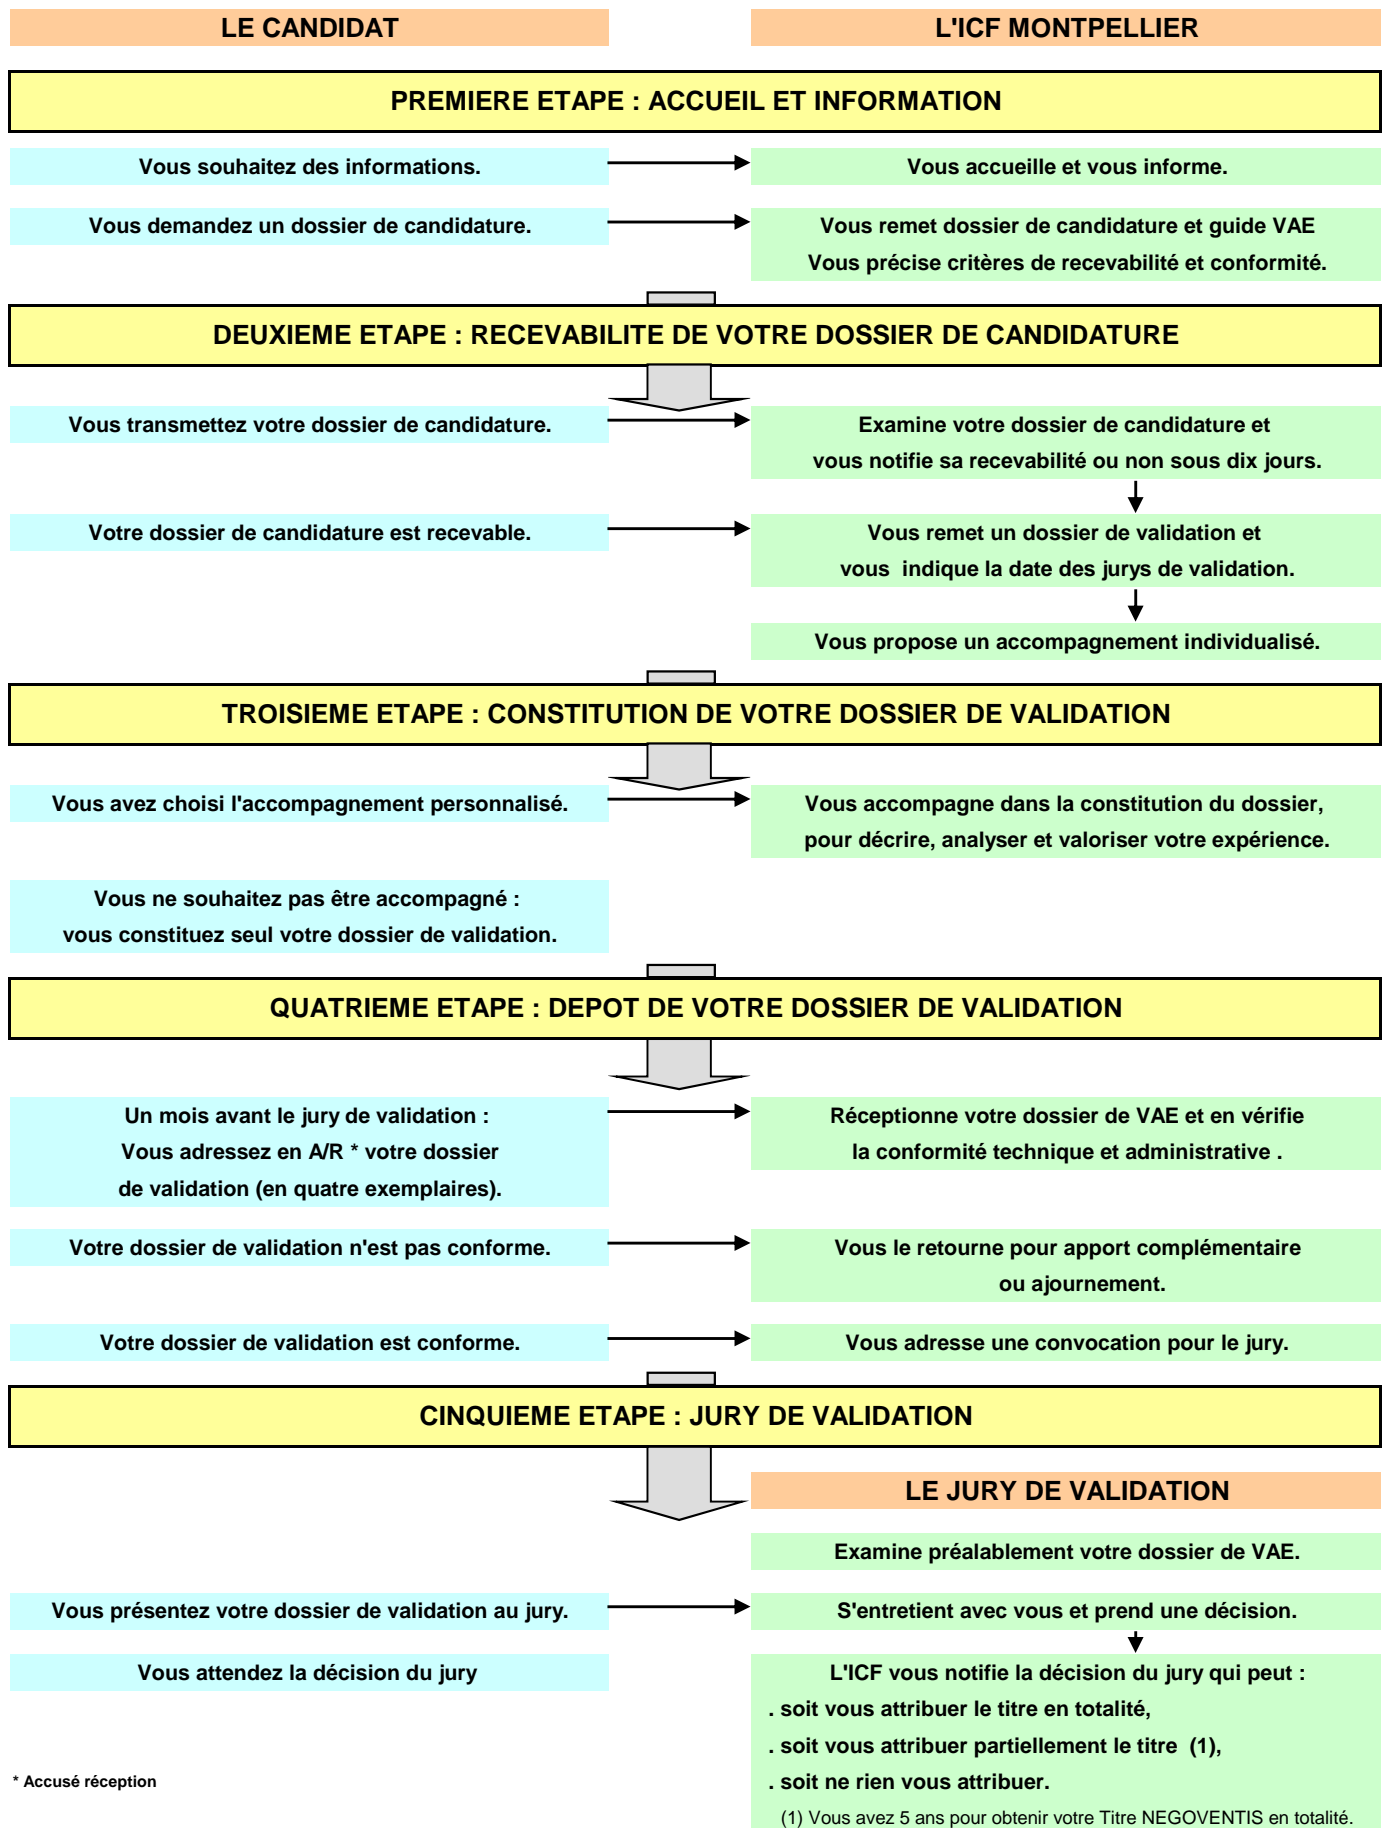 LE CANDIDAT
L'ICF MONTPELLIER
PREMIERE ETAPE : ACCUEIL ET INFORMATION
Vous souhaitez des informations.
Vous accueille et vous informe.
Vous demandez un dossier de candidature.
Vous remet dossier de candidature et guide VAE
Vous précise critères de recevabilité et conformité.
DEUXIEME ETAPE : RECEVABILITE DE VOTRE DOSSIER DE CANDIDATURE
Vous transmettez votre dossier de candidature.
Examine votre dossier de candidature et
vous notifie sa recevabilité ou non sous dix jours.
Votre dossier de candidature est recevable.
Vous remet un dossier de validation et
vous  indique la date des jurys de validation.
Vous propose un accompagnement individualisé.
TROISIEME ETAPE : CONSTITUTION DE VOTRE DOSSIER DE VALIDATION
Vous avez choisi l'accompagnement personnalisé.
Vous accompagne dans la constitution du dossier,
pour décrire, analyser et valoriser votre expérience.
Vous ne souhaitez pas être accompagné :
vous constituez seul votre dossier de validation.
QUATRIEME ETAPE : DEPOT DE VOTRE DOSSIER DE VALIDATION
Un mois avant le jury de validation :
Vous adressez en A/R * votre dossier
de validation (en quatre exemplaires).
Réceptionne votre dossier de VAE et en vérifie
la conformité technique et administrative .
Votre dossier de validation n'est pas conforme.
Vous le retourne pour apport complémentaire
ou ajournement.
Votre dossier de validation est conforme.
Vous adresse une convocation pour le jury.
CINQUIEME ETAPE : JURY DE VALIDATION
LE JURY DE VALIDATION
Examine préalablement votre dossier de VAE.
Vous présentez votre dossier de validation au jury.
S'entretient avec vous et prend une décision.
Vous attendez la décision du jury
L'ICF vous notifie la décision du jury qui peut :
. soit vous attribuer le titre en totalité,
. soit vous attribuer partiellement le titre  (1),
. soit ne rien vous attribuer.
* Accusé réception
(1) Vous avez 5 ans pour obtenir votre Titre NEGOVENTIS en totalité.